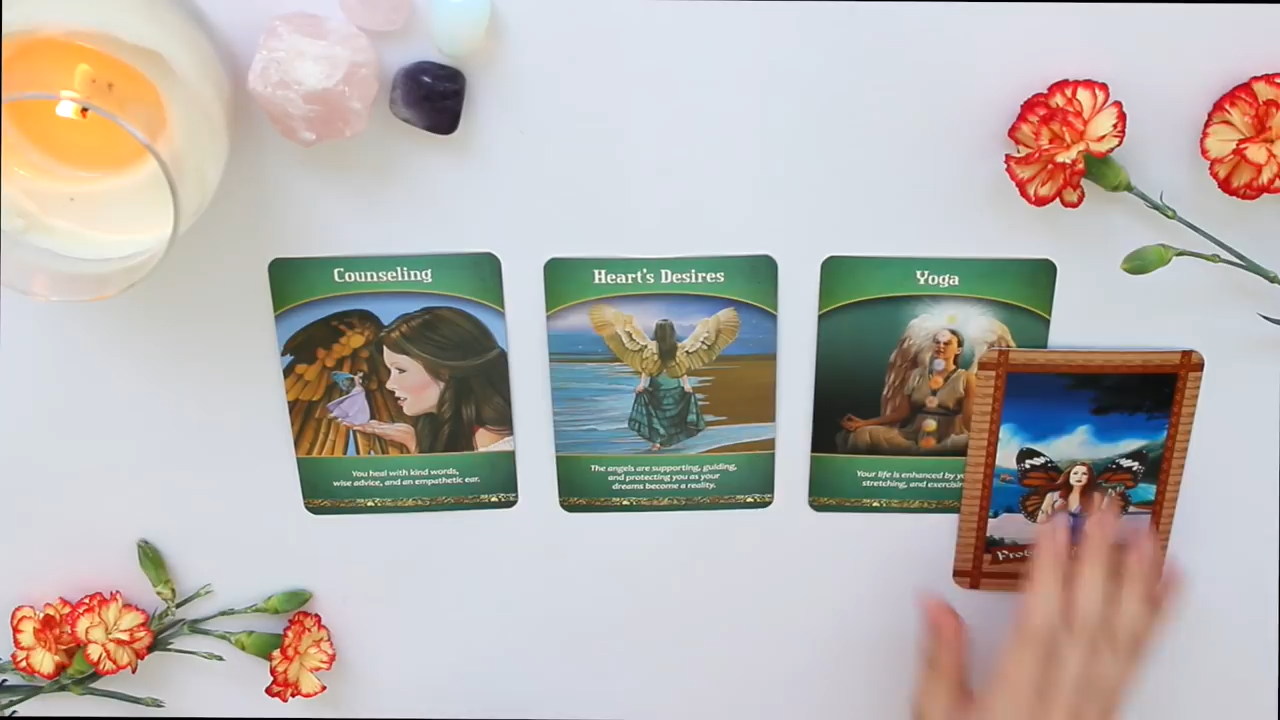 Counseling
You heal with kind words,
wise advice, and an empathetic ear.
Heart's Desires
The angels are supporting, guiding,
and protecting you as your
dreams become a reality.
Yoga
Your life is enhanced by
stretching, and